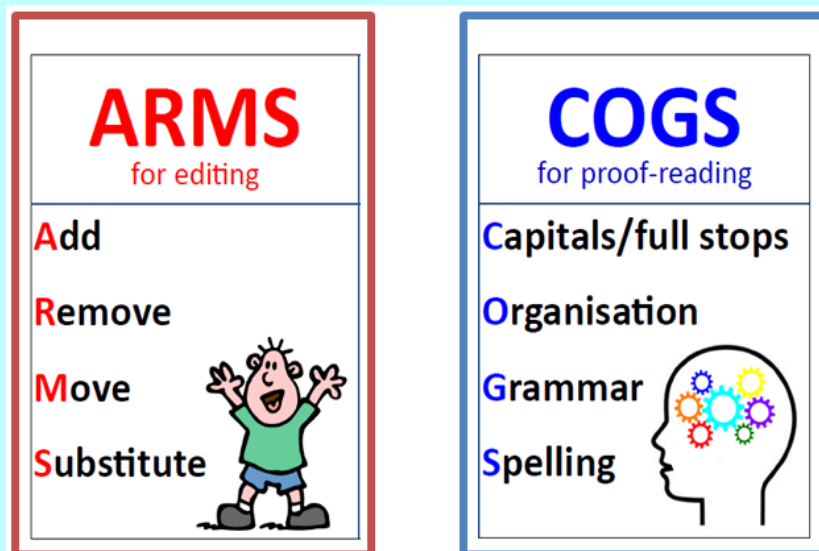 ARMS
for editing
Add
Remove
Move
Substitute
COGS
for proof-reading
Capitals/full stops
Organisation
Grammar
Spelling